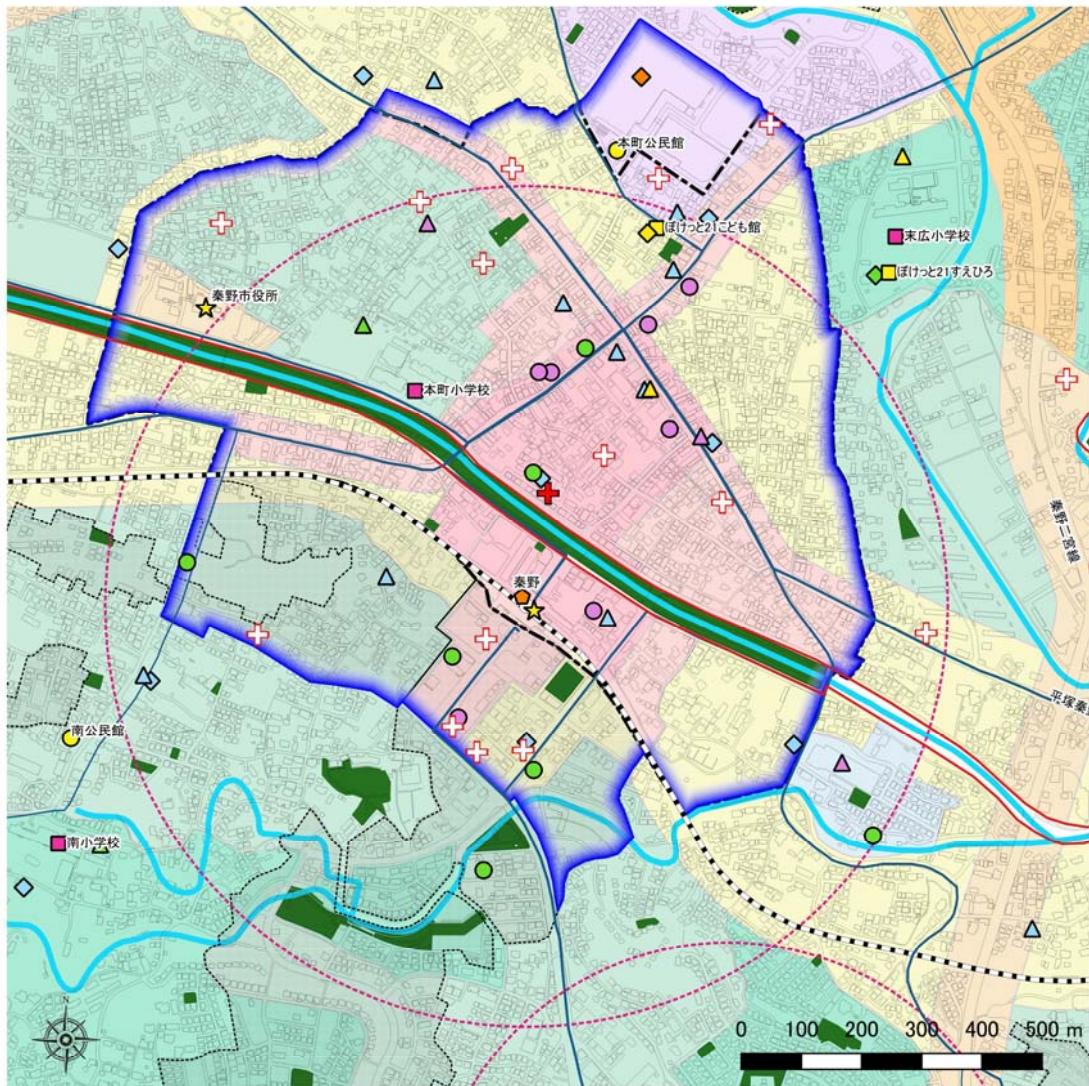 本町公民館
ぽけっと21こども館
末広小学校
ぽけっと21すえひろ
秦野市役所
本町小学校
秦野二宮線
秦野
平塚秦
南公民館
南小学校
N
0 100 200 300 400 500 m